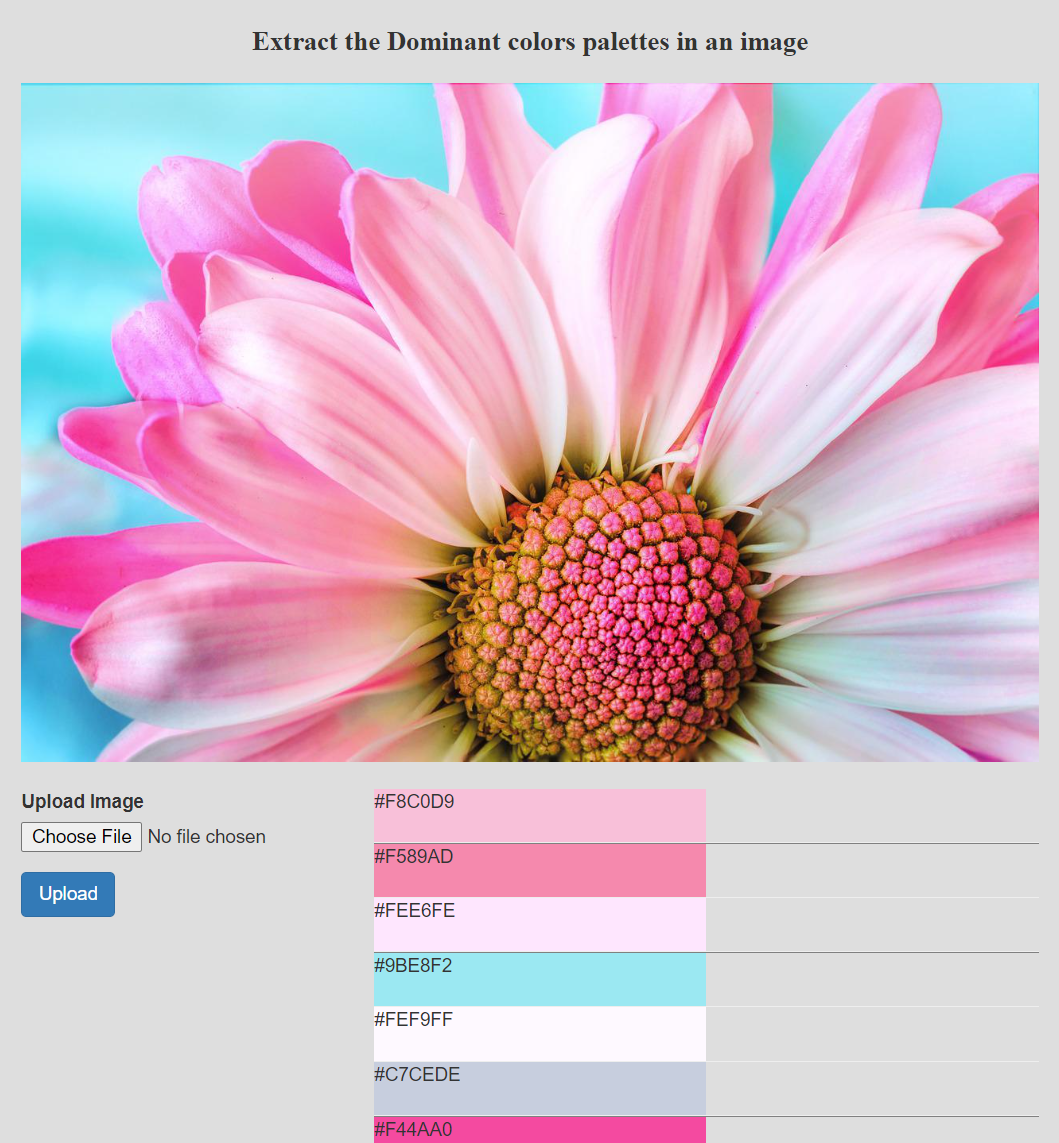 Extract the Dominant colors palettes in an image
Upload Image
Choose File No file chosen
Upload
#F8C0D9
#F589AD
#FEE6FE
#9BE8F2
#FEF9FF
#C7CEDE
#F44AA0